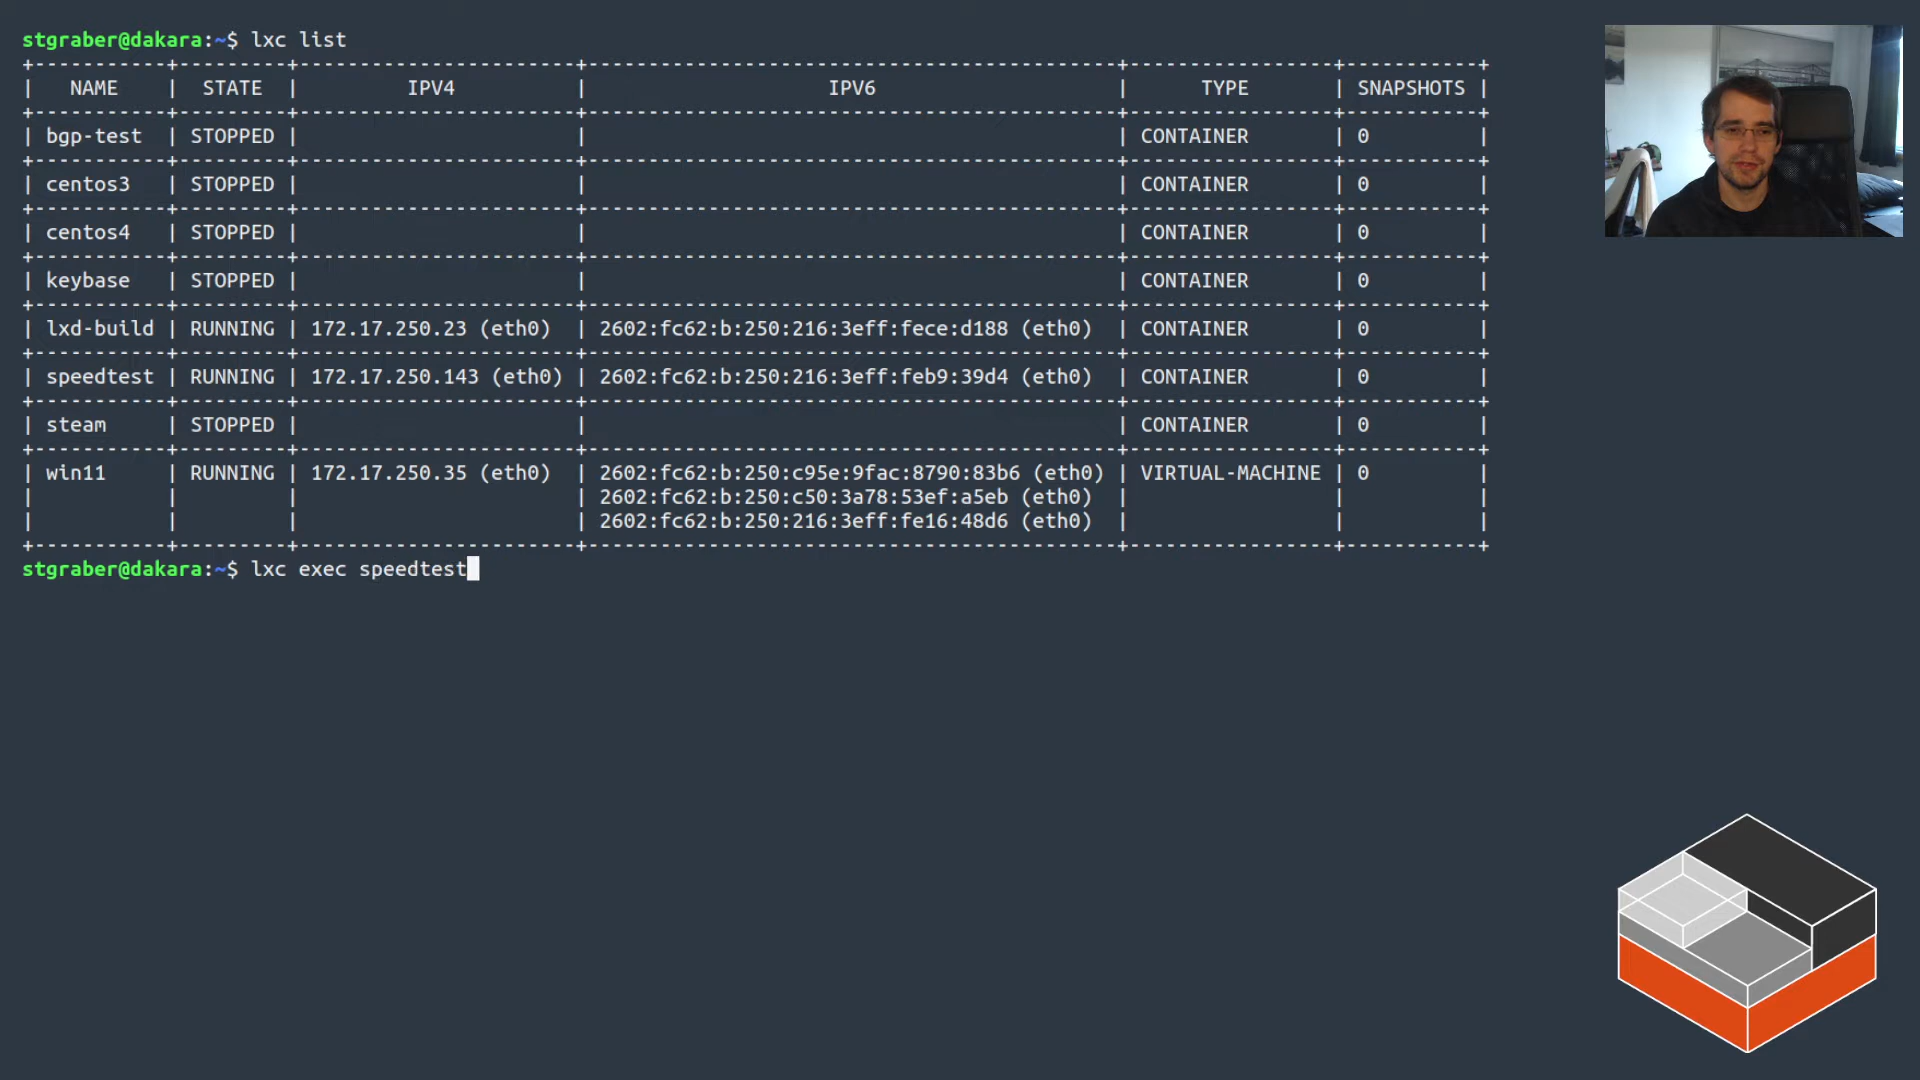 stgraber@dakara:~$ lxc list
+-----------+---------+----------------------+--------------------------------------------+-----------------+-----------+
|   NAME    |  STATE  |         IPV4         |                    IPV6                    |      TYPE       | SNAPSHOTS |
+-----------+---------+----------------------+--------------------------------------------+-----------------+-----------+
| bgp-test  | STOPPED |                      |                                            | CONTAINER       | 0         |
+-----------+---------+----------------------+--------------------------------------------+-----------------+-----------+
| centos3   | STOPPED |                      |                                            | CONTAINER       | 0         |
+-----------+---------+----------------------+--------------------------------------------+-----------------+-----------+
| centos4   | STOPPED |                      |                                            | CONTAINER       | 0         |
+-----------+---------+----------------------+--------------------------------------------+-----------------+-----------+
| keybase   | STOPPED |                      |                                            | CONTAINER       | 0         |
+-----------+---------+----------------------+--------------------------------------------+-----------------+-----------+
| lxd-build | RUNNING | 172.17.250.23 (eth0) | 2602:fc62:b:250:216:3eff:fece:d188 (eth0)  | CONTAINER       | 0         |
+-----------+---------+----------------------+--------------------------------------------+-----------------+-----------+
| speedtest | RUNNING | 172.17.250.143 (eth0) | 2602:fc62:b:250:216:3eff:feb9:39d4 (eth0)  | CONTAINER       | 0         |
+-----------+---------+----------------------+--------------------------------------------+-----------------+-----------+
| steam     | STOPPED |                      |                                            | CONTAINER       | 0         |
+-----------+---------+----------------------+--------------------------------------------+-----------------+-----------+
| win11     | RUNNING | 172.17.250.35 (eth0) | 2602:fc62:b:250:c95e:9fac:8790:83b6 (eth0) | VIRTUAL-MACHINE | 0         |
|           |         |                      | 2602:fc62:b:250:c50:3a78:53ef:a5eb (eth0)  |                 |           |
|           |         |                      | 2602:fc62:b:250:216:3eff:fe16:48d6 (eth0)  |                 |           |
+-----------+---------+----------------------+--------------------------------------------+-----------------+-----------+
stgraber@dakara:~$ lxc exec speedtest